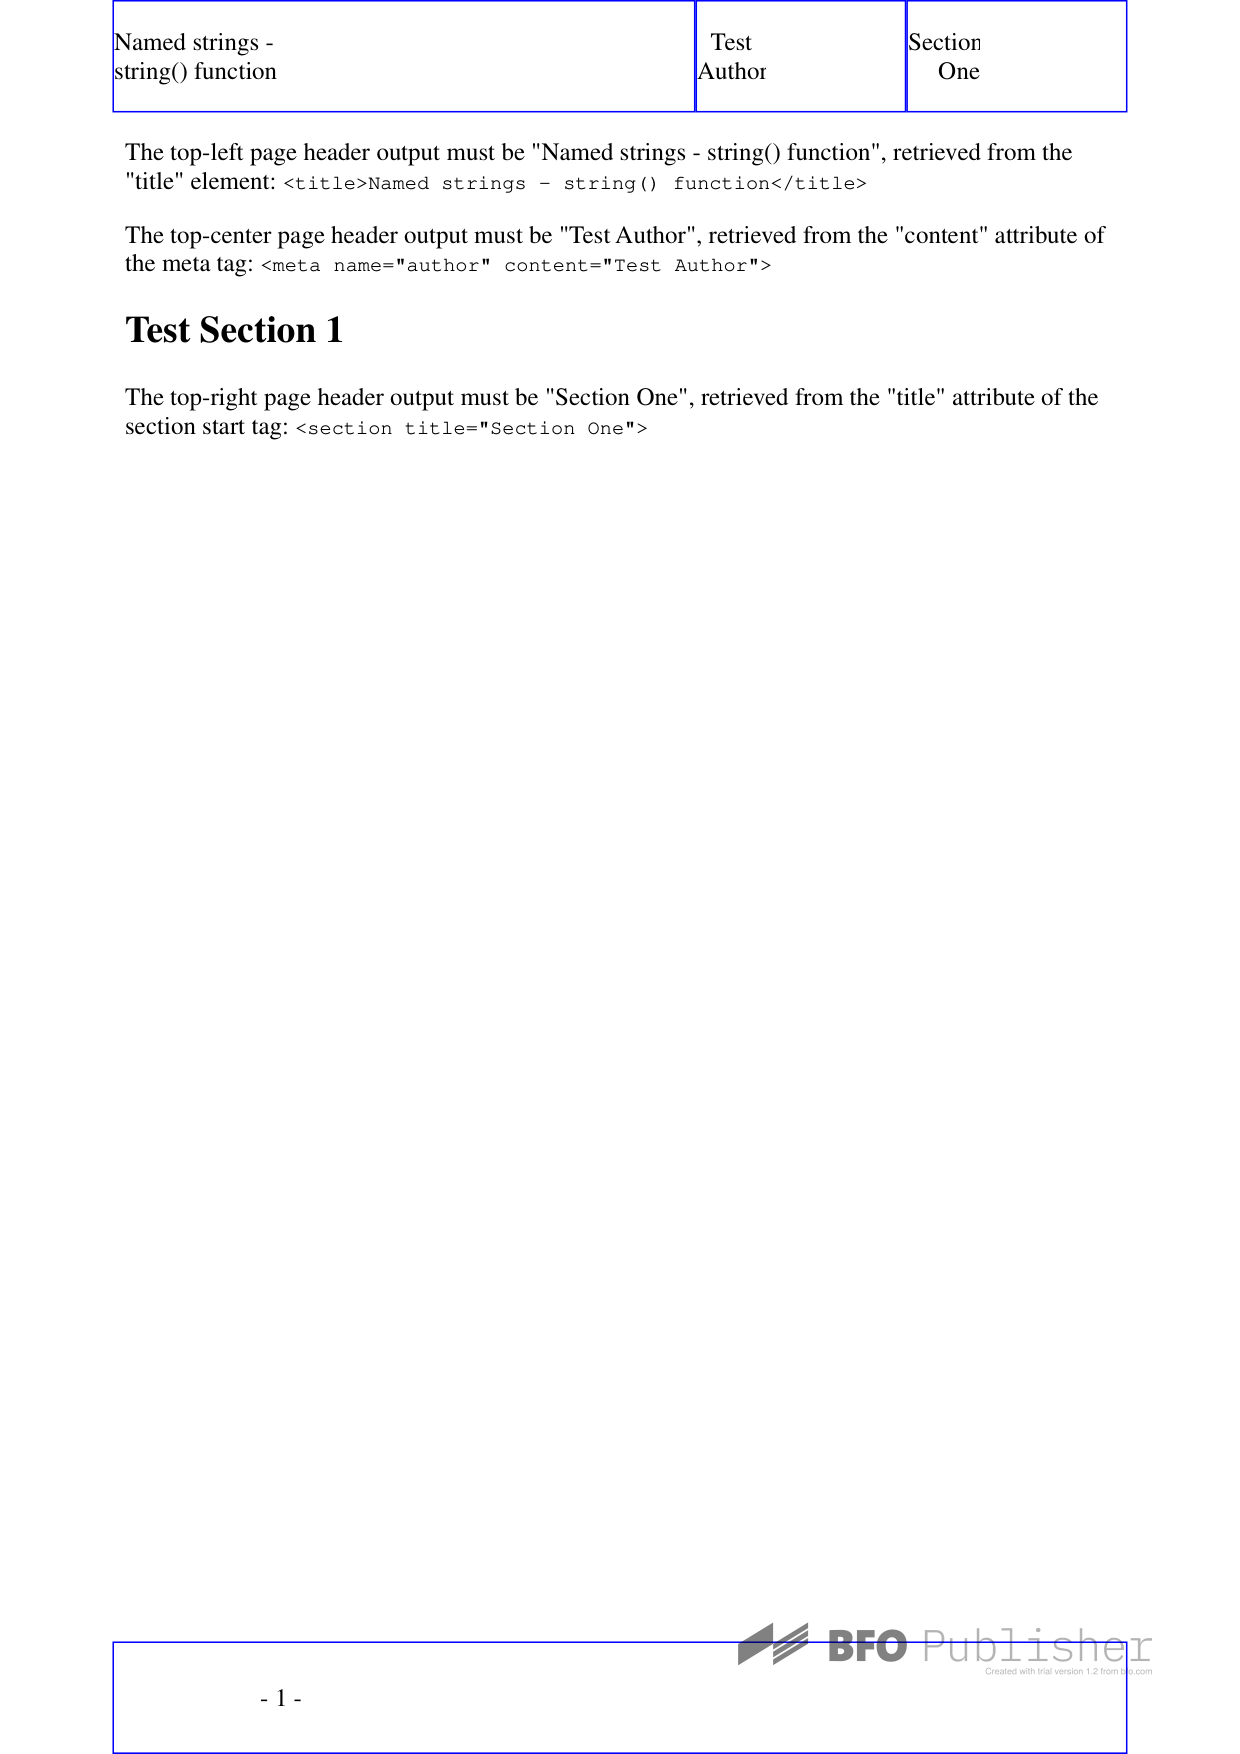 Named strings -
string() function
Test
Author
Section
One
The top-left page header output must be "Named strings - string() function", retrieved from the
"title" element: <title>Named strings - string() function</title>
The top-center page header output must be "Test Author", retrieved from the "content" attribute of
the meta tag: <meta name="author" content="Test Author">
Test Section 1
The top-right page header output must be "Section One", retrieved from the "title" attribute of the
section start tag: <section title="Section One">
BFO Publisher
Created with trial version 1.2 from bfo.com
- 1 -